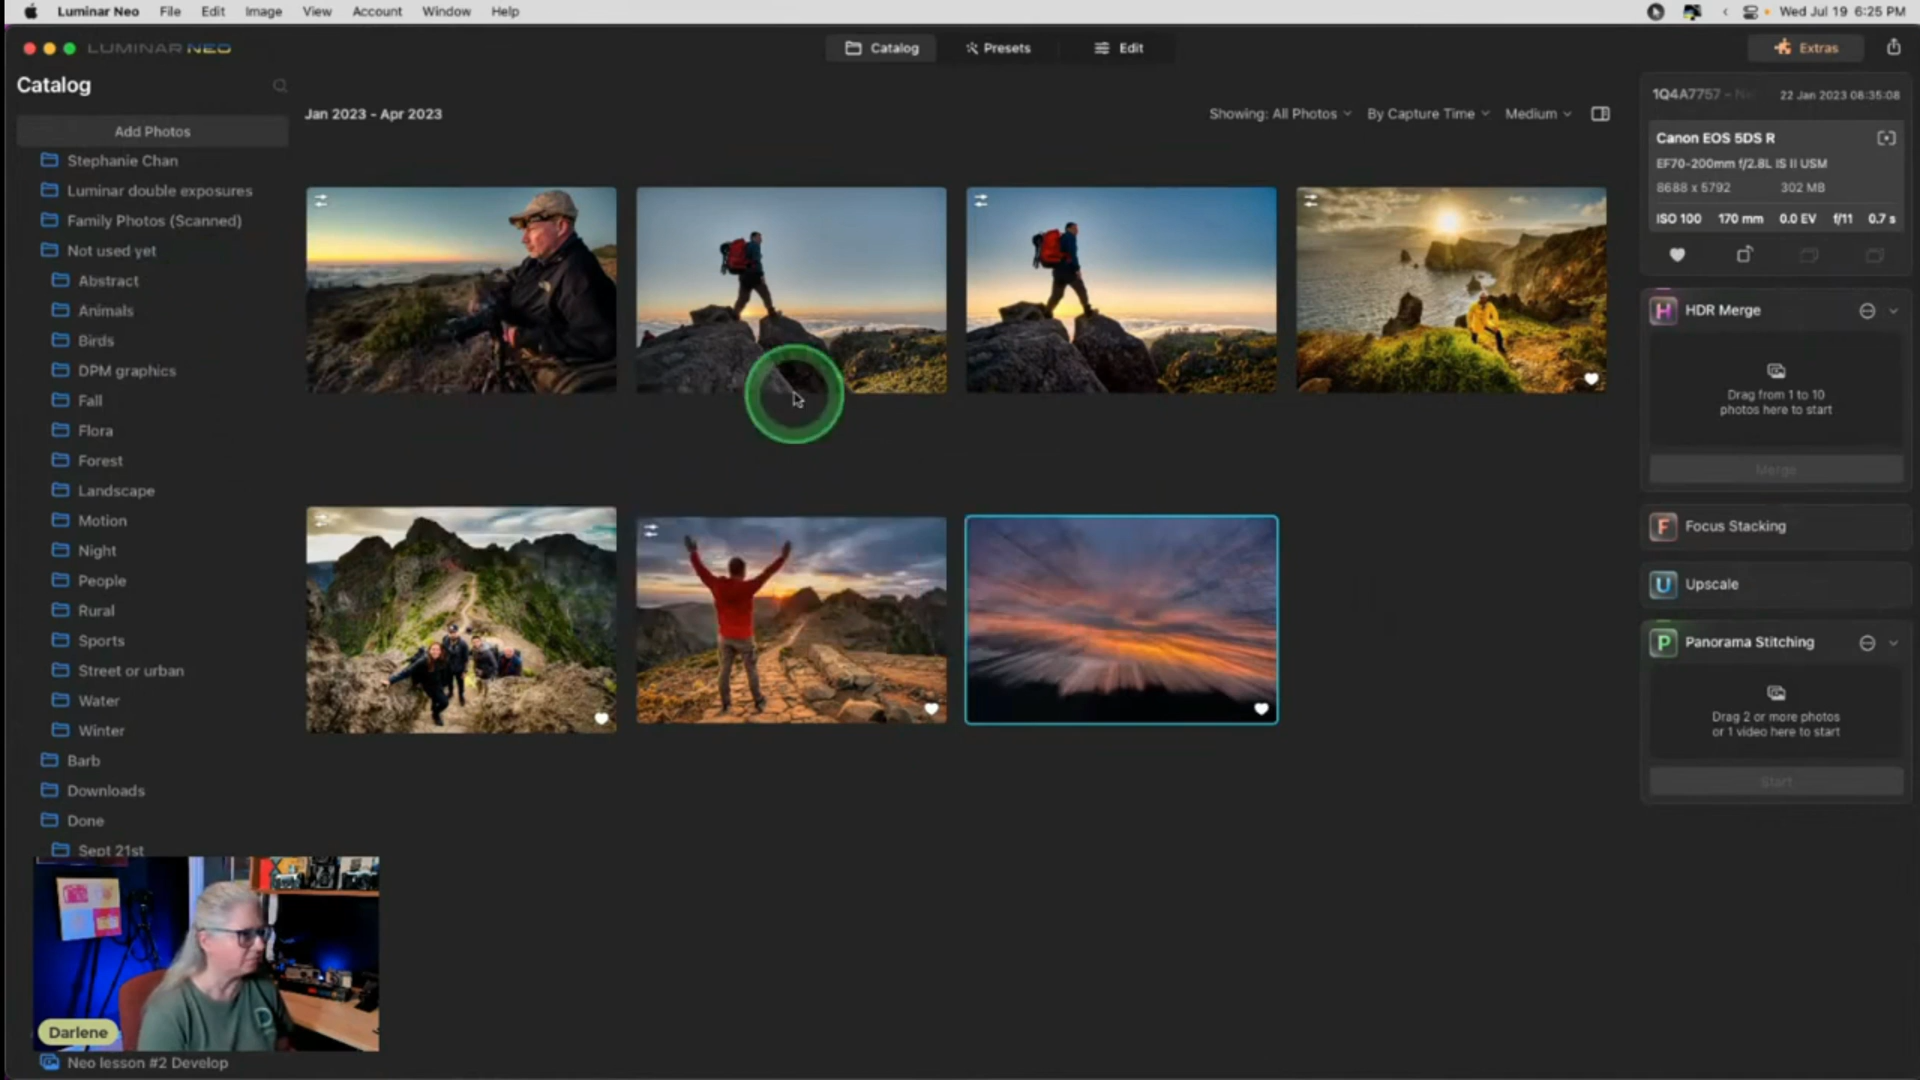 Luminar Neo File Edit Image View Account Window Help
Wed Jul 19 6:25 PM
LUMINAR NEO
Catalog Presets Edit
Extras
Catalog
Add Photos
Stephanie Chan
Luminar double exposures
Family Photos (Scanned)
Not used yet
Abstract
Animals
Birds
DPM graphics
Fall
Flora
Forest
Landscape
Motion
Night
People
Rural
Sports
Street or urban
Water
Winter
Barb
Downloads
Done
Sept 21st
Darlene
Neo lesson #2 Develop
Jan 2023 - Apr 2023
Showing: All Photos By Capture Time Medium
1Q4A7757 - 22 Jan 2023 08:35:08
Canon EOS 5DS R
EF70-200mm f/2.8L IS II USM
8688 x 5792 302 MB
ISO 100 170 mm 0.0 EV f/11 0.7 s
H HDR Merge
Drag from 1 to 10
photos here to start
Merge
F Focus Stacking
U Upscale
P Panorama Stitching
Drag 2 or more photos
or 1 video here to start
Start